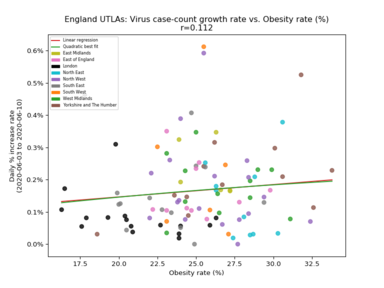 England UTLAs: Virus case-count growth rate vs. Obesity rate (%)
r=0.112
Linear regression
Quadratic best fit
East Midlands
East of England
London
North East
North West
South East
South West
West Midlands
Yorkshire and The Humber
Daily % increase rate
(2020-06-03 to 2020-06-10)
0.6%
0.5%
0.4%
0.3%
0.2%
0.1%
0.0%
17.5
20.0
22.5
25.0
27.5
30.0
32.5
Obesity rate (%)